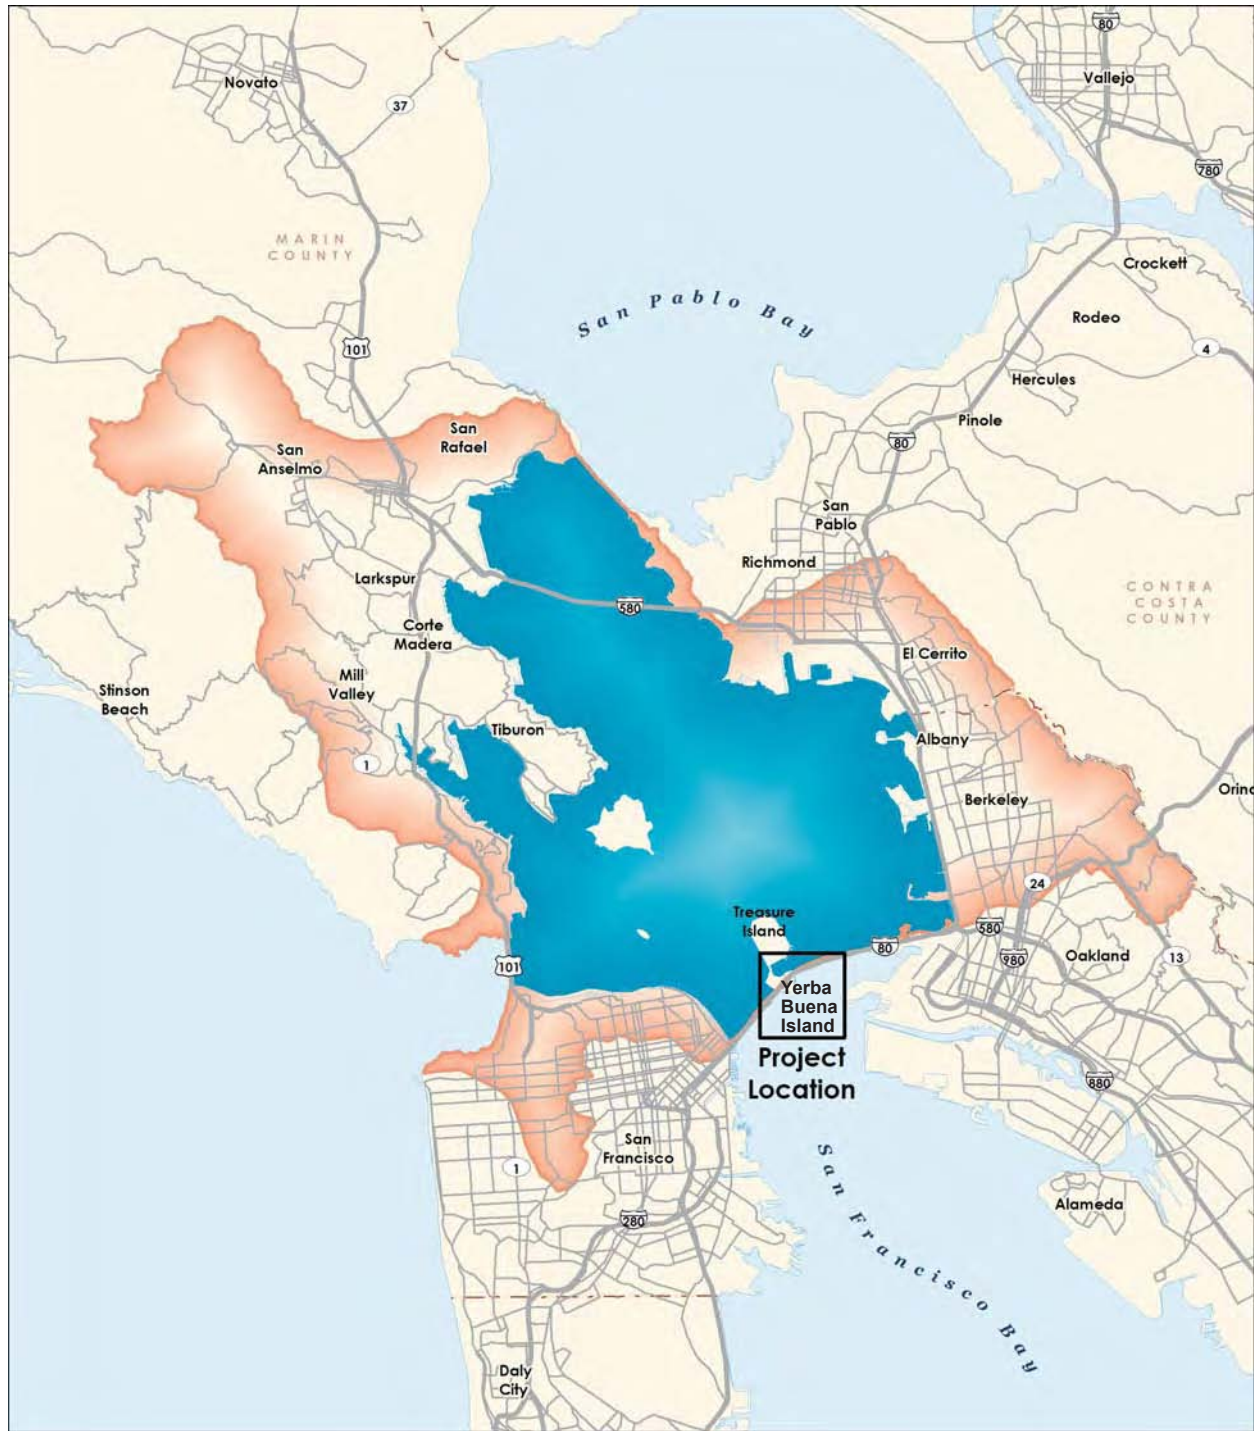 80
Novato
Vallejo
37
780
MARIN
COUNTY
Crockett
San Pablo Bay
Rodeo
101
4
Hercules
Pinole
San
Rafael
80
San
Anselmo
San
Pablo
Richmond
Larkspur
580
CONTRA
COSTA
COUNTY
Corte
Madera
El Cerrito
Mill
Valley
Stinson
Beach
Tiburon
Albany
1
Berkeley
Orin
24
Treasure
Island
580
80
Oakland
980
13
101
Yerba
Buena
Island
Project
Location
880
San
Francisco
1
San Francisco Bay
Alameda
280
Daly
City